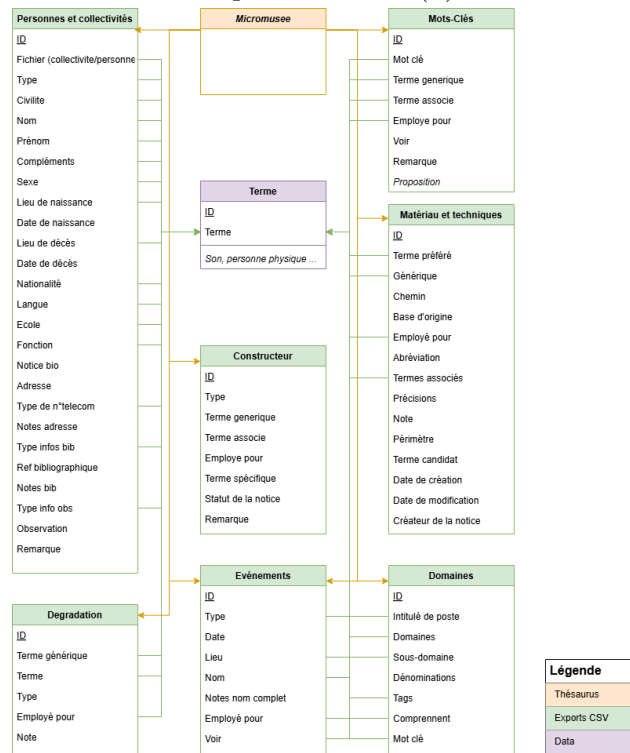 Personnes et collectivités
ID
Fichier (collectivite/personne
Type
Civilite
Nom
Prénom
Compléments
Sexe
Lieu de naissance
Date de naissance
Lieu de décès
Date de décès
Nationalité
Langue
Ecole
Fonction
Notice bio
Adresse
Type de n°telecom
Notes adresse
Type infos bib
Ref bibliographique
Notes bib
Type info obs
Observation
Remarque
Degradation
ID
Terme générique
Terme
Type
Employé pour
Note
Micromusee
Terme
ID
Terme
Son, personne physique ...
Constructeur
ID
Type
Terme generique
Terme associe
Employe pour
Terme spécifique
Statut de la notice
Remarque
Evénements
ID
Type
Date
Lieu
Nom
Notes nom complet
Employé pour
Voir
Mots-Clés
ID
Mot clé
Terme generique
Terme associe
Employe pour
Voir
Remarque
Proposition
Matériau et techniques
ID
Terme préféré
Générique
Chemin
Base d'origine
Employé pour
Abréviation
Termes associés
Précisions
Note
Périmètre
Terme candidat
Date de création
Date de modification
Créateur de la notice
Domaines
ID
Intitulé de poste
Domaines
Sous-domaine
Dénominations
Tags
Comprennent
Mot clé
Légende
Thésaurus
Exports CSV
Data